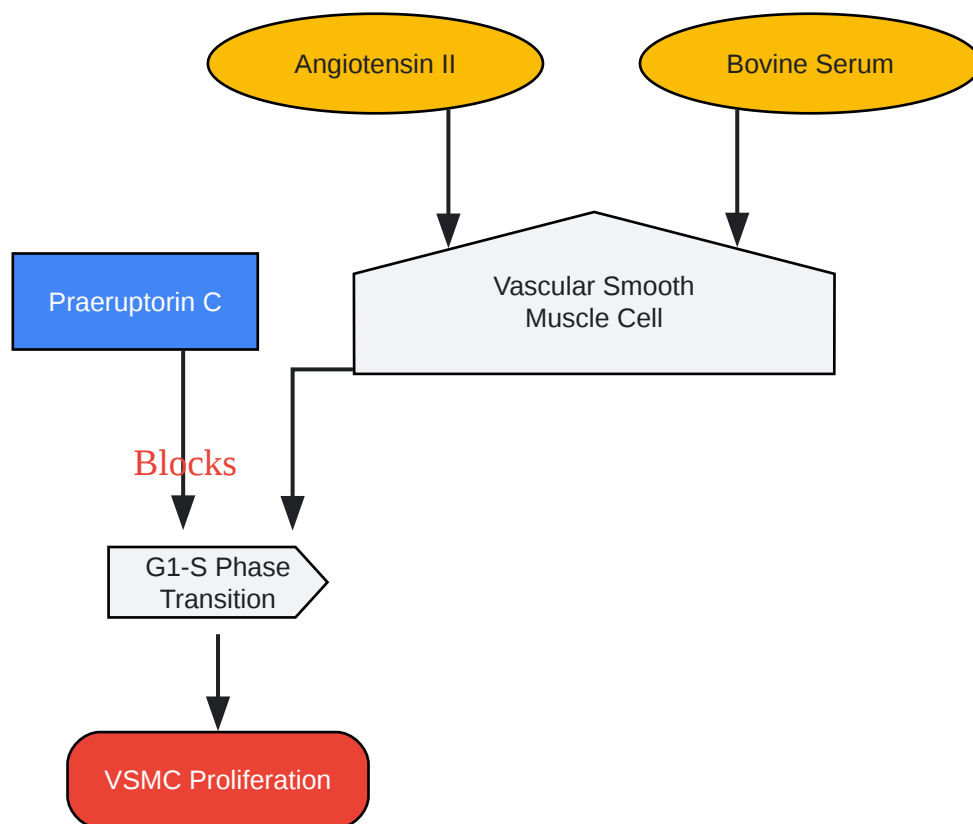 Angiotensin II
Bovine Serum
Vascular Smooth
Muscle Cell
Praeruptorin C
Blocks
G1-S Phase
Transition
VSMC Proliferation